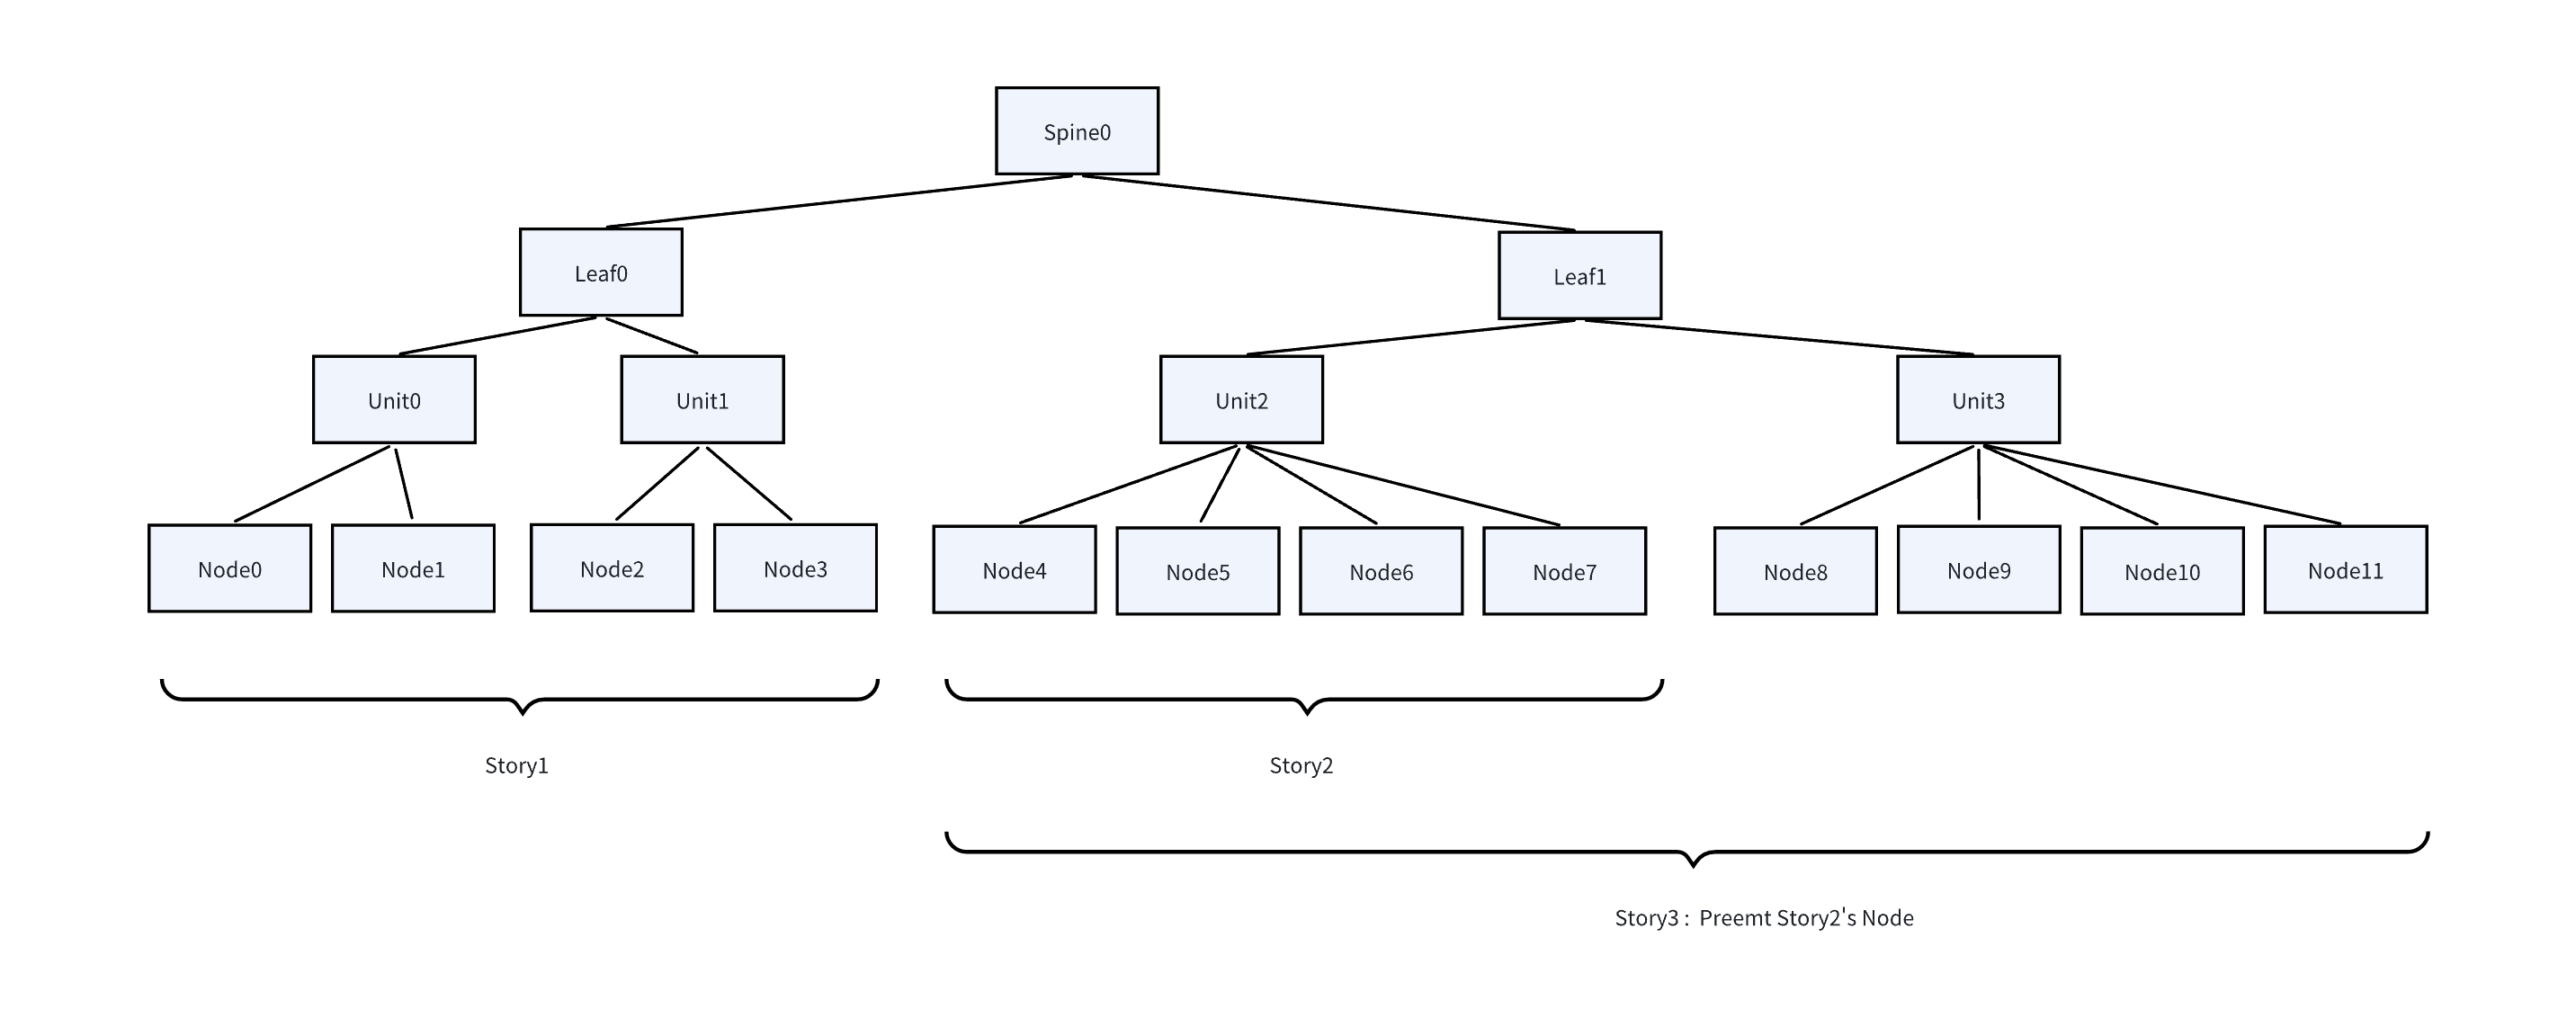 Spine0
Leaf0
Leaf1
Unit0
Unit1
Unit2
Unit3
Node0
Node1
Node2
Node3
Node4
Node5
Node6
Node7
Node8
Node9
Node10
Node11
Story1
Story2
Story3 : Preemt Story2's Node